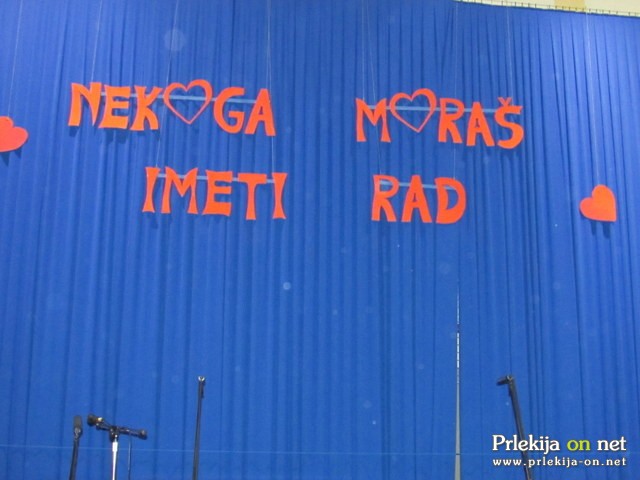 NEKOGA MORAŠ
IMETI RAD
Prlekija on net
www.prlekija-on.net